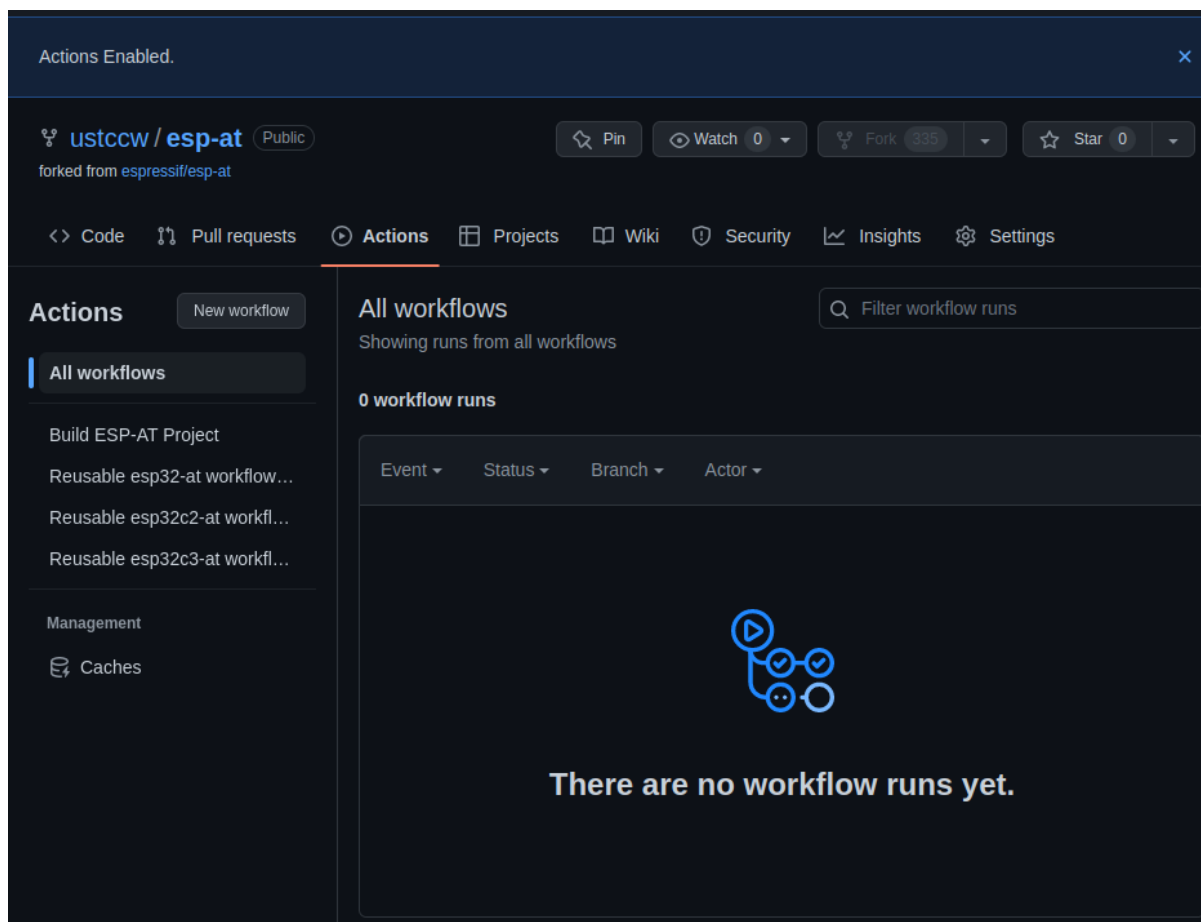 Actions Enabled.
ustccw / esp-at Public
Pin Watch 0 Fork 335 Star 0
forked from espressif/esp-at
Code Pull requests Actions Projects Wiki Security Insights Settings
Actions New workflow
All workflows
Build ESP-AT Project
Reusable esp32-at workflow…
Reusable esp32c2-at workfl…
Reusable esp32c3-at workfl…
Management
Caches
All workflows
Showing runs from all workflows
Filter workflow runs
0 workflow runs
Event Status Branch Actor
There are no workflow runs yet.